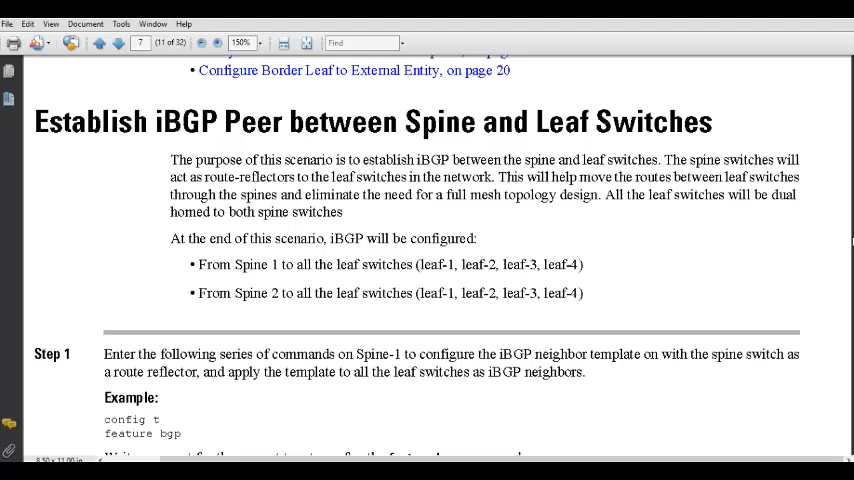 File Edit View Document Tools Window Help
7 (11 of 32) 150% Find
• Configure Border Leaf to External Entity, on page 20
Establish iBGP Peer between Spine and Leaf Switches
The purpose of this scenario is to establish iBGP between the spine and leaf switches. The spine switches will
act as route-reflectors to the leaf switches in the network. This will help move the routes between leaf switches
through the spines and eliminate the need for a full mesh topology design. All the leaf switches will be dual
homed to both spine switches
At the end of this scenario, iBGP will be configured:
• From Spine 1 to all the leaf switches (leaf-1, leaf-2, leaf-3, leaf-4)
• From Spine 2 to all the leaf switches (leaf-1, leaf-2, leaf-3, leaf-4)
Step 1 Enter the following series of commands on Spine-1 to configure the iBGP neighbor template on with the spine switch as
a route reflector, and apply the template to all the leaf switches as iBGP neighbors.
Example:
config t
feature bgp
8.50 x 11.00 in